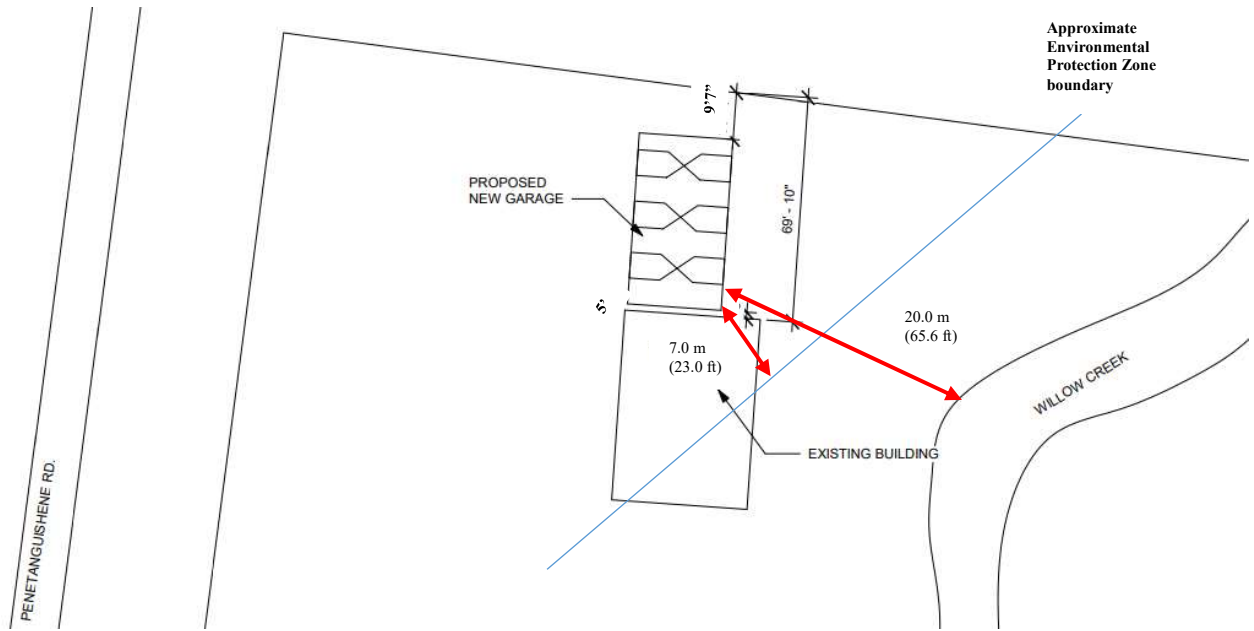 Approximate
Environmental
Protection Zone
boundary
9'7"
PROPOSED
NEW GARAGE
69' - 10"
5'
20.0 m
(65.6 ft)
7.0 m
(23.0 ft)
WILLOW CREEK
EXISTING BUILDING
PENETANGUISHENE RD.